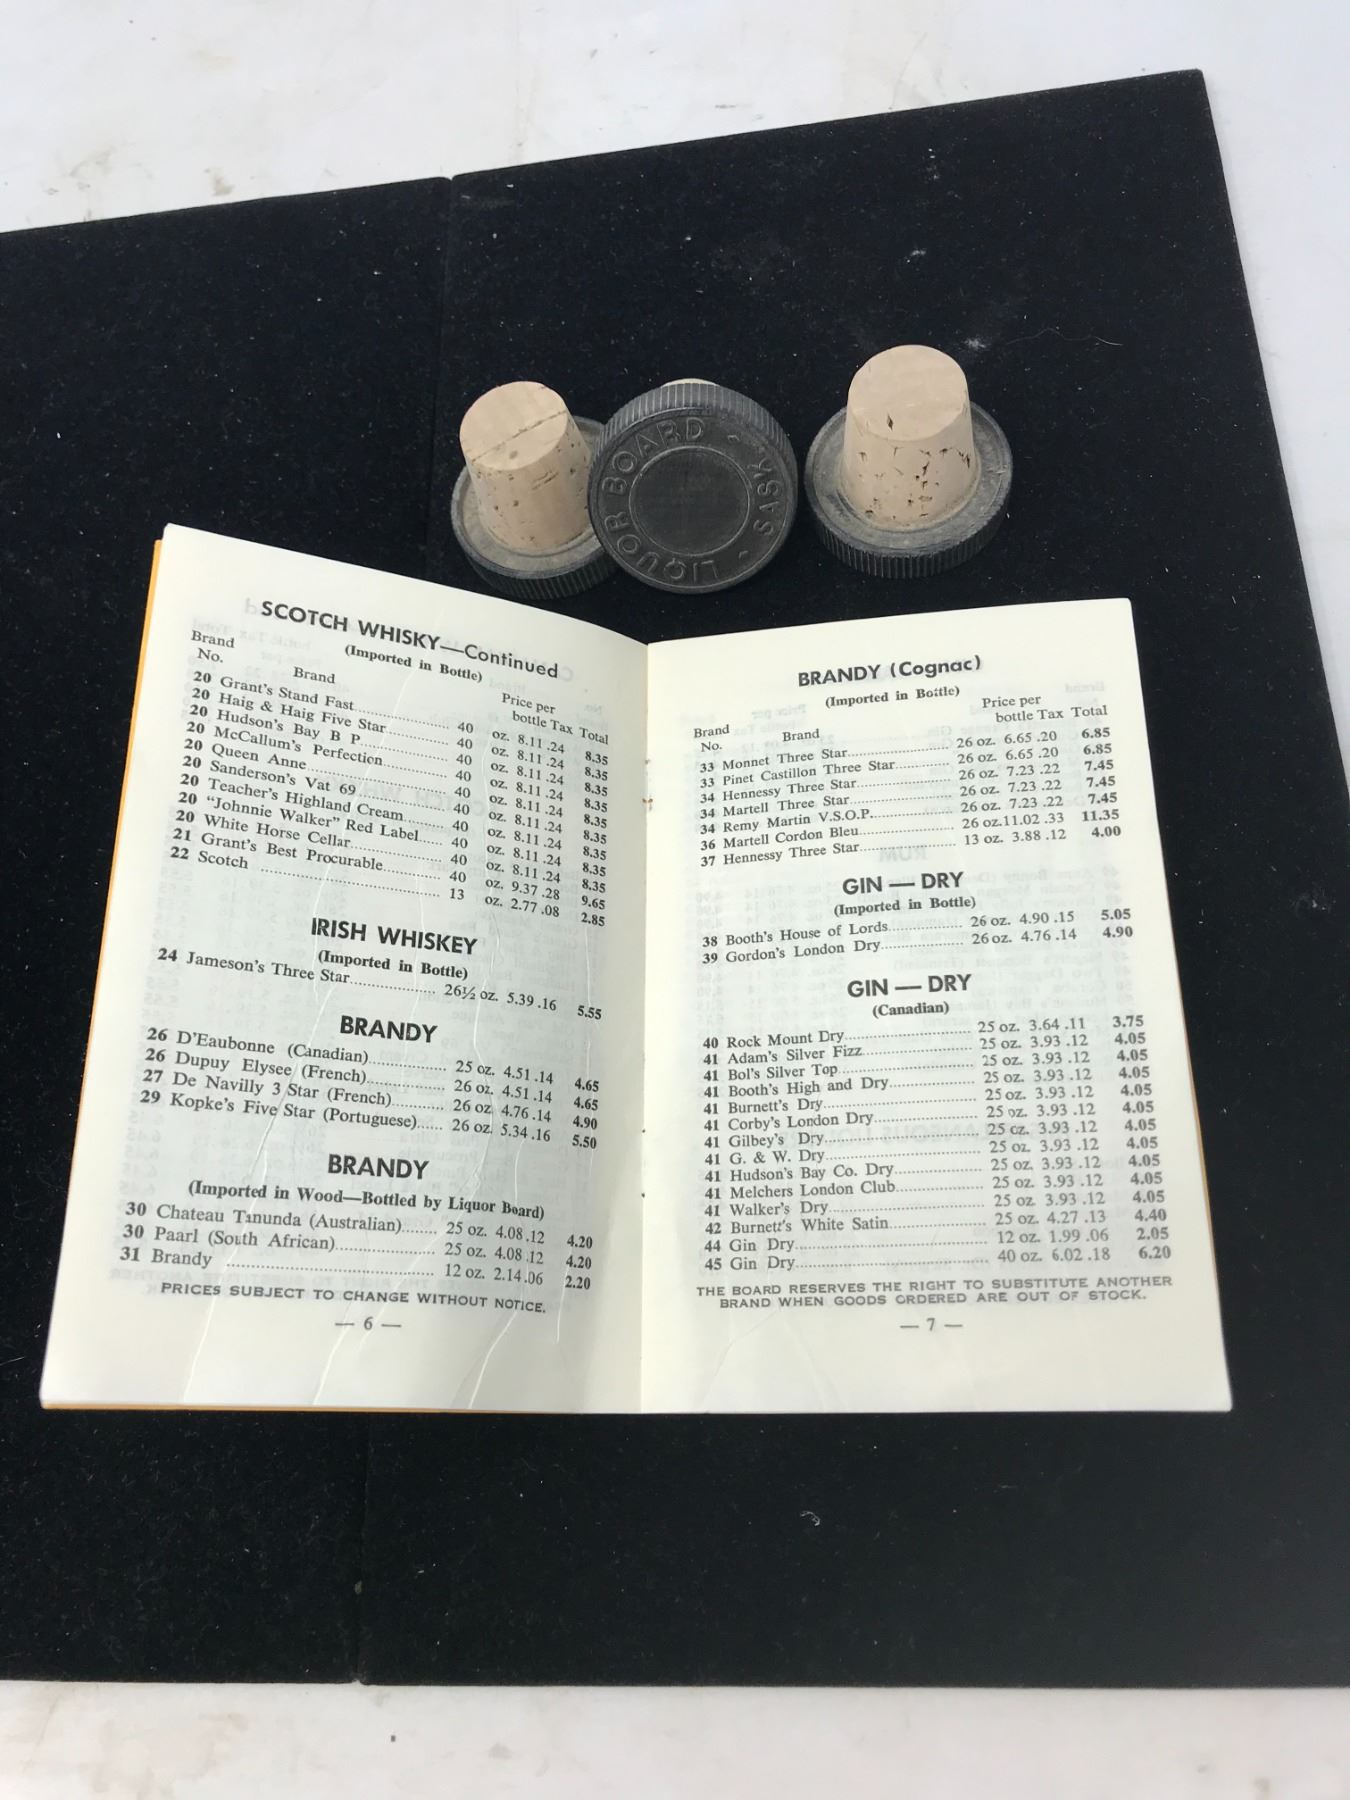 LIQUOR BOARD - SASK -
SCOTCH WHISKY—Continued
(Imported in Bottle)
Brand No. Brand Price per bottle Tax Total
20 Grant's Stand Fast 40 oz. 8.11 .24 8.35
20 Haig & Haig Five Star 40 oz. 8.11 .24 8.35
20 Hudson's Bay B P 40 oz. 8.11 .24 8.35
20 McCallum's Perfection 40 oz. 8.11 .24 8.35
20 Queen Anne 40 oz. 8.11 .24 8.35
20 Sanderson's Vat 69 40 oz. 8.11 .24 8.35
20 Teacher's Highland Cream 40 oz. 8.11 .24 8.35
20 "Johnnie Walker" Red Label 40 oz. 8.11 .24 8.35
20 White Horse Cellar 40 oz. 8.11 .24 8.35
21 Grant's Best Procurable 40 oz. 9.37 .28 9.65
22 Scotch 13 oz. 2.77 .08 2.85
IRISH WHISKEY
(Imported in Bottle)
24 Jameson's Three Star 26½ oz. 5.39 .16 5.55
BRANDY
26 D'Eaubonne (Canadian) 25 oz. 4.51 .14 4.65
26 Dupuy Elysee (French) 26 oz. 4.51 .14 4.65
27 De Navilly 3 Star (French) 26 oz. 4.76 .14 4.90
29 Kopke's Five Star (Portuguese) 26 oz. 5.34 .16 5.50
BRANDY
(Imported in Wood—Bottled by Liquor Board)
30 Chateau Tanunda (Australian) 25 oz. 4.08 .12 4.20
30 Paarl (South African) 25 oz. 4.08 .12 4.20
31 Brandy 12 oz. 2.14 .06 2.20
PRICES SUBJECT TO CHANGE WITHOUT NOTICE.
— 6 —
BRANDY (Cognac)
(Imported in Bottle)
Brand No. Brand Price per bottle Tax Total
33 Monnet Three Star 26 oz. 6.65 .20 6.85
33 Pinet Castillon Three Star 26 oz. 6.65 .20 6.85
34 Hennessy Three Star 26 oz. 7.23 .22 7.45
34 Martell Three Star 26 oz. 7.23 .22 7.45
34 Remy Martin V.S.O.P. 26 oz. 7.23 .22 7.45
36 Martell Cordon Bleu 26 oz. 11.02 .33 11.35
37 Hennessy Three Star 13 oz. 3.88 .12 4.00
GIN — DRY
(Imported in Bottle)
38 Booth's House of Lords 26 oz. 4.90 .15 5.05
39 Gordon's London Dry 26 oz. 4.76 .14 4.90
GIN — DRY
(Canadian)
40 Rock Mount Dry 25 oz. 3.64 .11 3.75
41 Adam's Silver Fizz 25 oz. 3.93 .12 4.05
41 Bol's Silver Top 25 oz. 3.93 .12 4.05
41 Booth's High and Dry 25 oz. 3.93 .12 4.05
41 Burnett's Dry 25 oz. 3.93 .12 4.05
41 Corby's London Dry 25 oz. 3.93 .12 4.05
41 Gilbey's Dry 25 oz. 3.93 .12 4.05
41 G. & W. Dry 25 oz. 3.93 .12 4.05
41 Hudson's Bay Co. Dry 25 oz. 3.93 .12 4.05
41 Melchers London Club 25 oz. 3.93 .12 4.05
41 Walker's Dry 25 oz. 3.93 .12 4.05
42 Burnett's White Satin 25 oz. 4.27 .13 4.40
44 Gin Dry 12 oz. 1.99 .06 2.05
45 Gin Dry 40 oz. 6.02 .18 6.20
THE BOARD RESERVES THE RIGHT TO SUBSTITUTE ANOTHER
BRAND WHEN GOODS ORDERED ARE OUT OF STOCK.
— 7 —